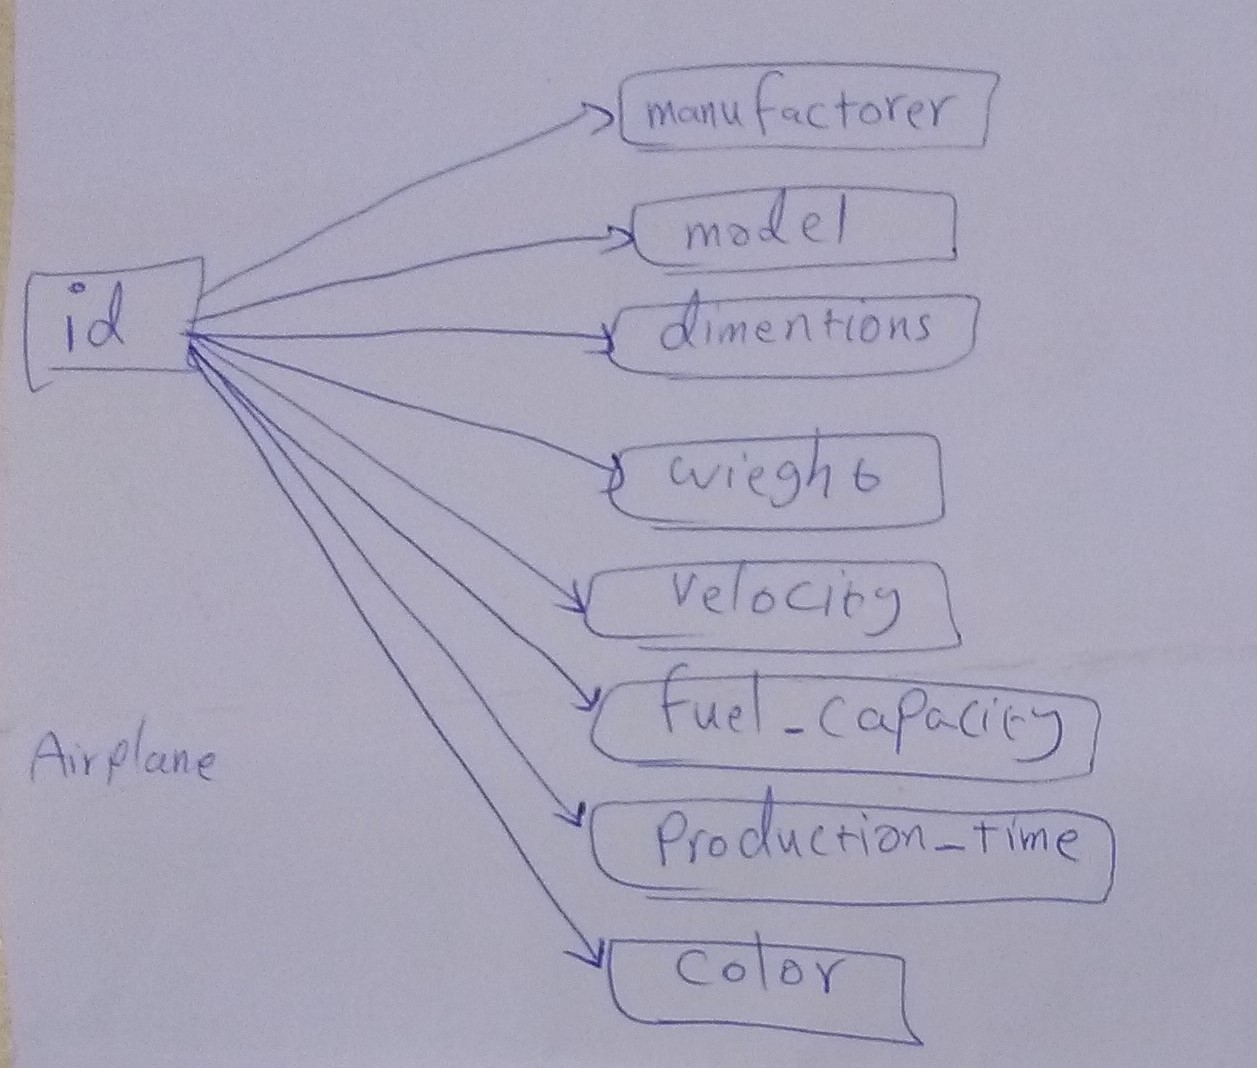 manufactorer
model
id
dimentions
wieght
velocity
fuel_capacity
Airplane
Production_time
Color